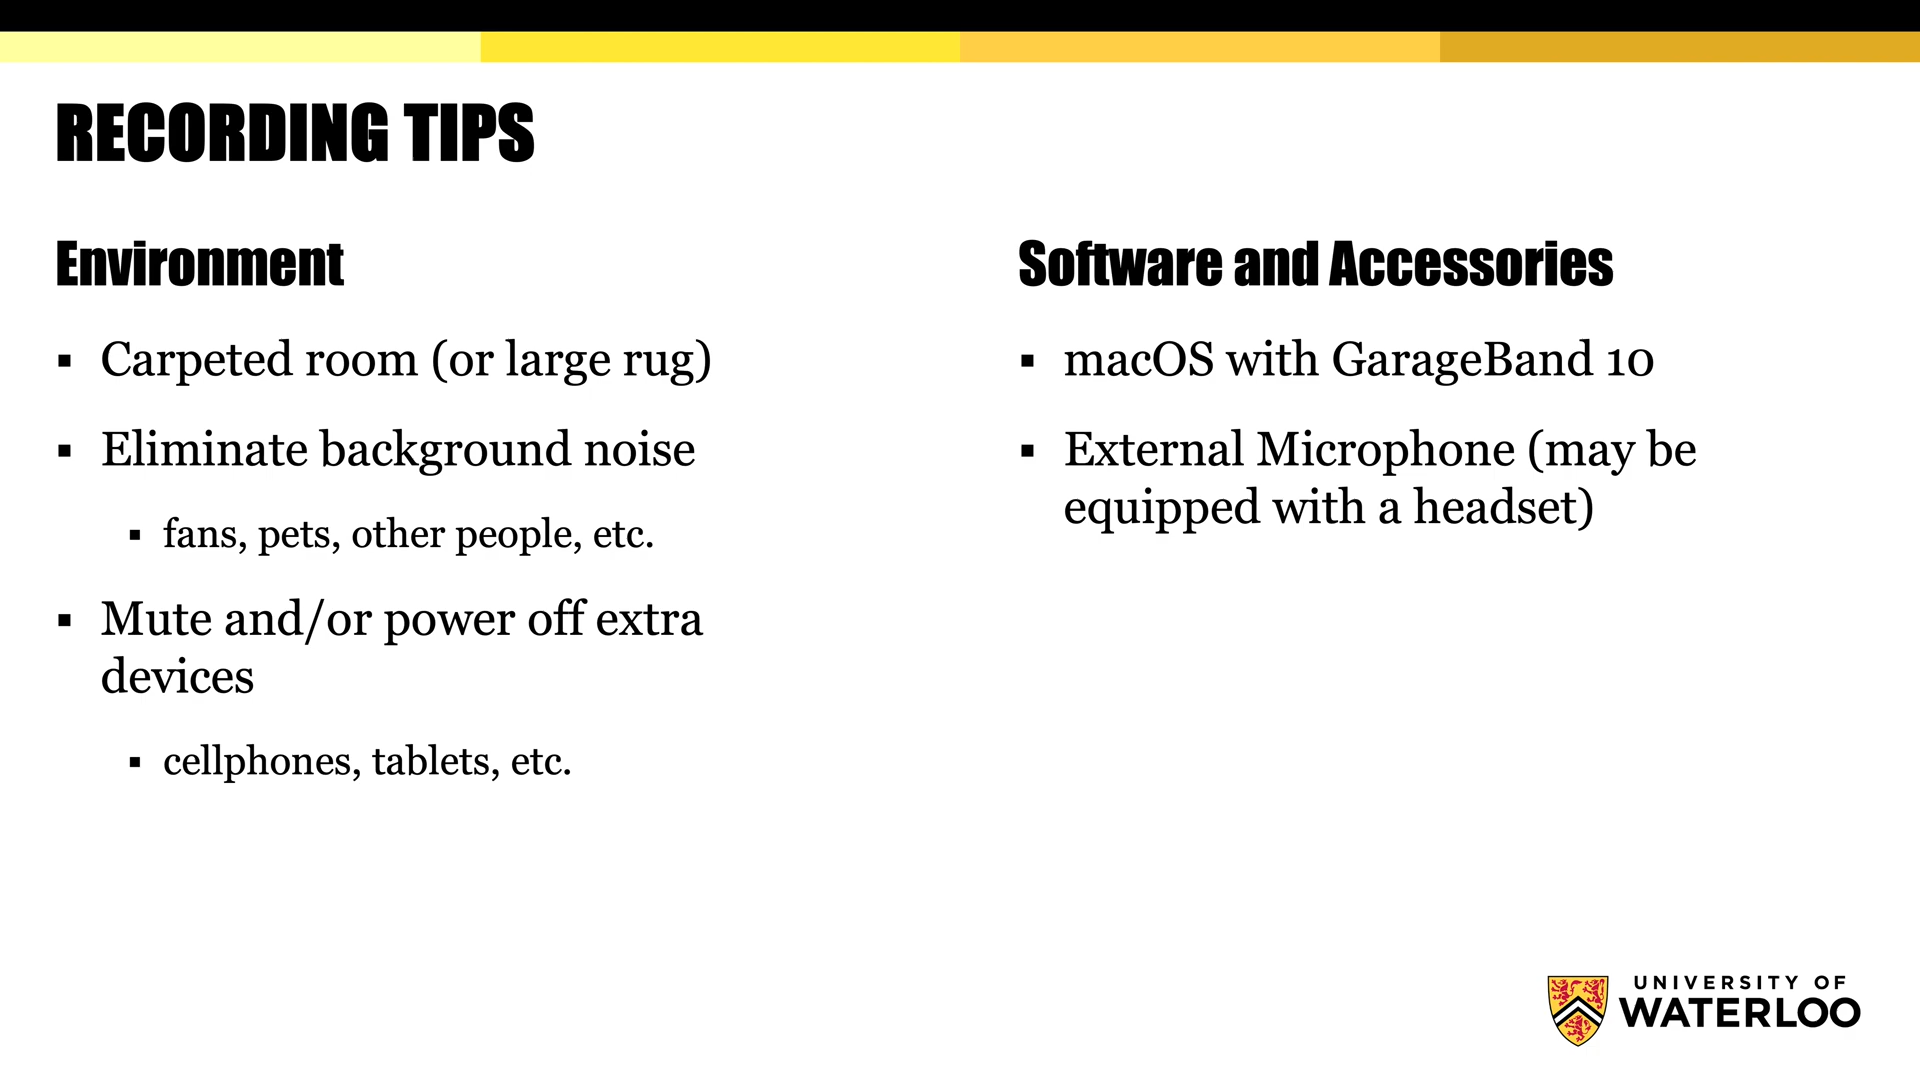 RECORDING TIPS
Environment
▪ Carpeted room (or large rug)
▪ Eliminate background noise
▪ fans, pets, other people, etc.
▪ Mute and/or power off extra
devices
▪ cellphones, tablets, etc.
Software and Accessories
▪ macOS with GarageBand 10
▪ External Microphone (may be
equipped with a headset)
UNIVERSITY OF
WATERLOO